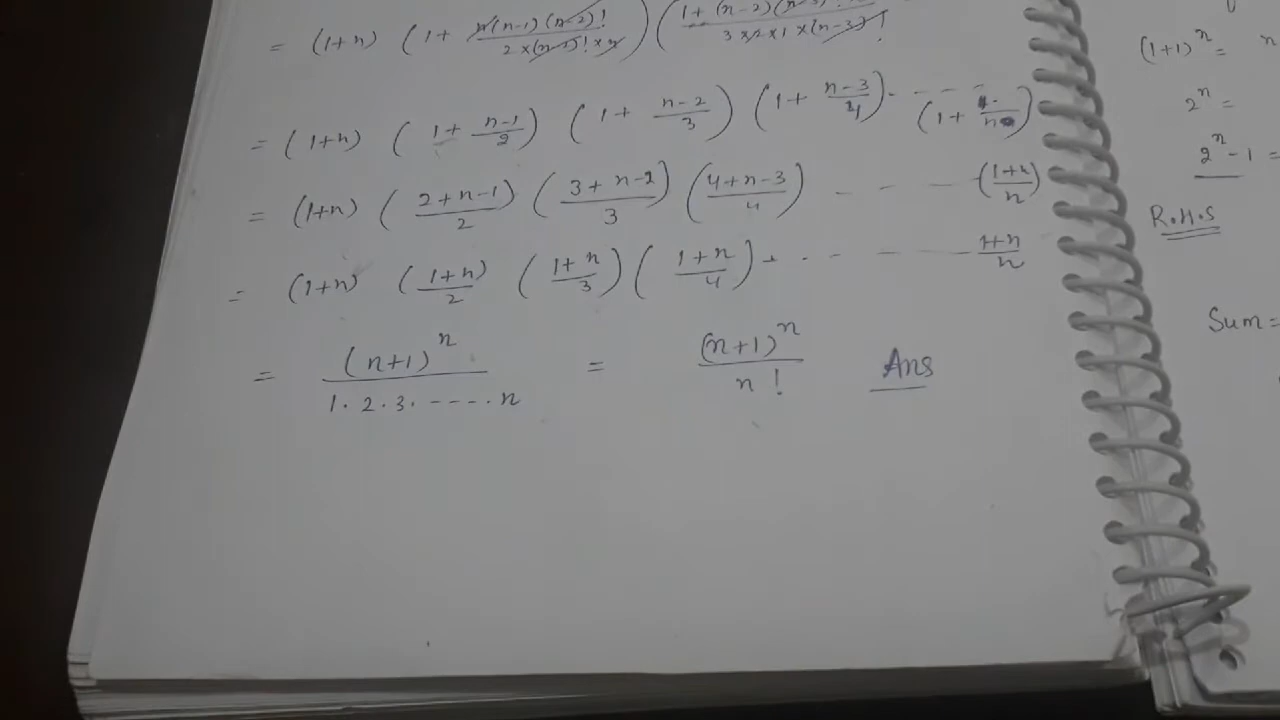 = (1+n) (1 + n(n-1)(n-2)! / 2×(n-2)!×n) (1 + (n-2)(n-3)! / 3×2×1×(n-3)!)
= (1+n) (1 + n-1/2) (1 + n-2/3) (1 + n-3/4) - - - - (1 + 1/n)
= (1+n) (2+n-1/2) (3+n-2/3) (4+n-3/4) - - - (1+n/n)
= (1+n) (1+n/2) (1+n/3) (1+n/4) + - - - - 1+n/n
= (n+1)^n / 1.2.3. - - - - . n = (n+1)^n / n! Ans
(1+1)^n = n
2^n =
2^n - 1 =
R.H.S
Sum =